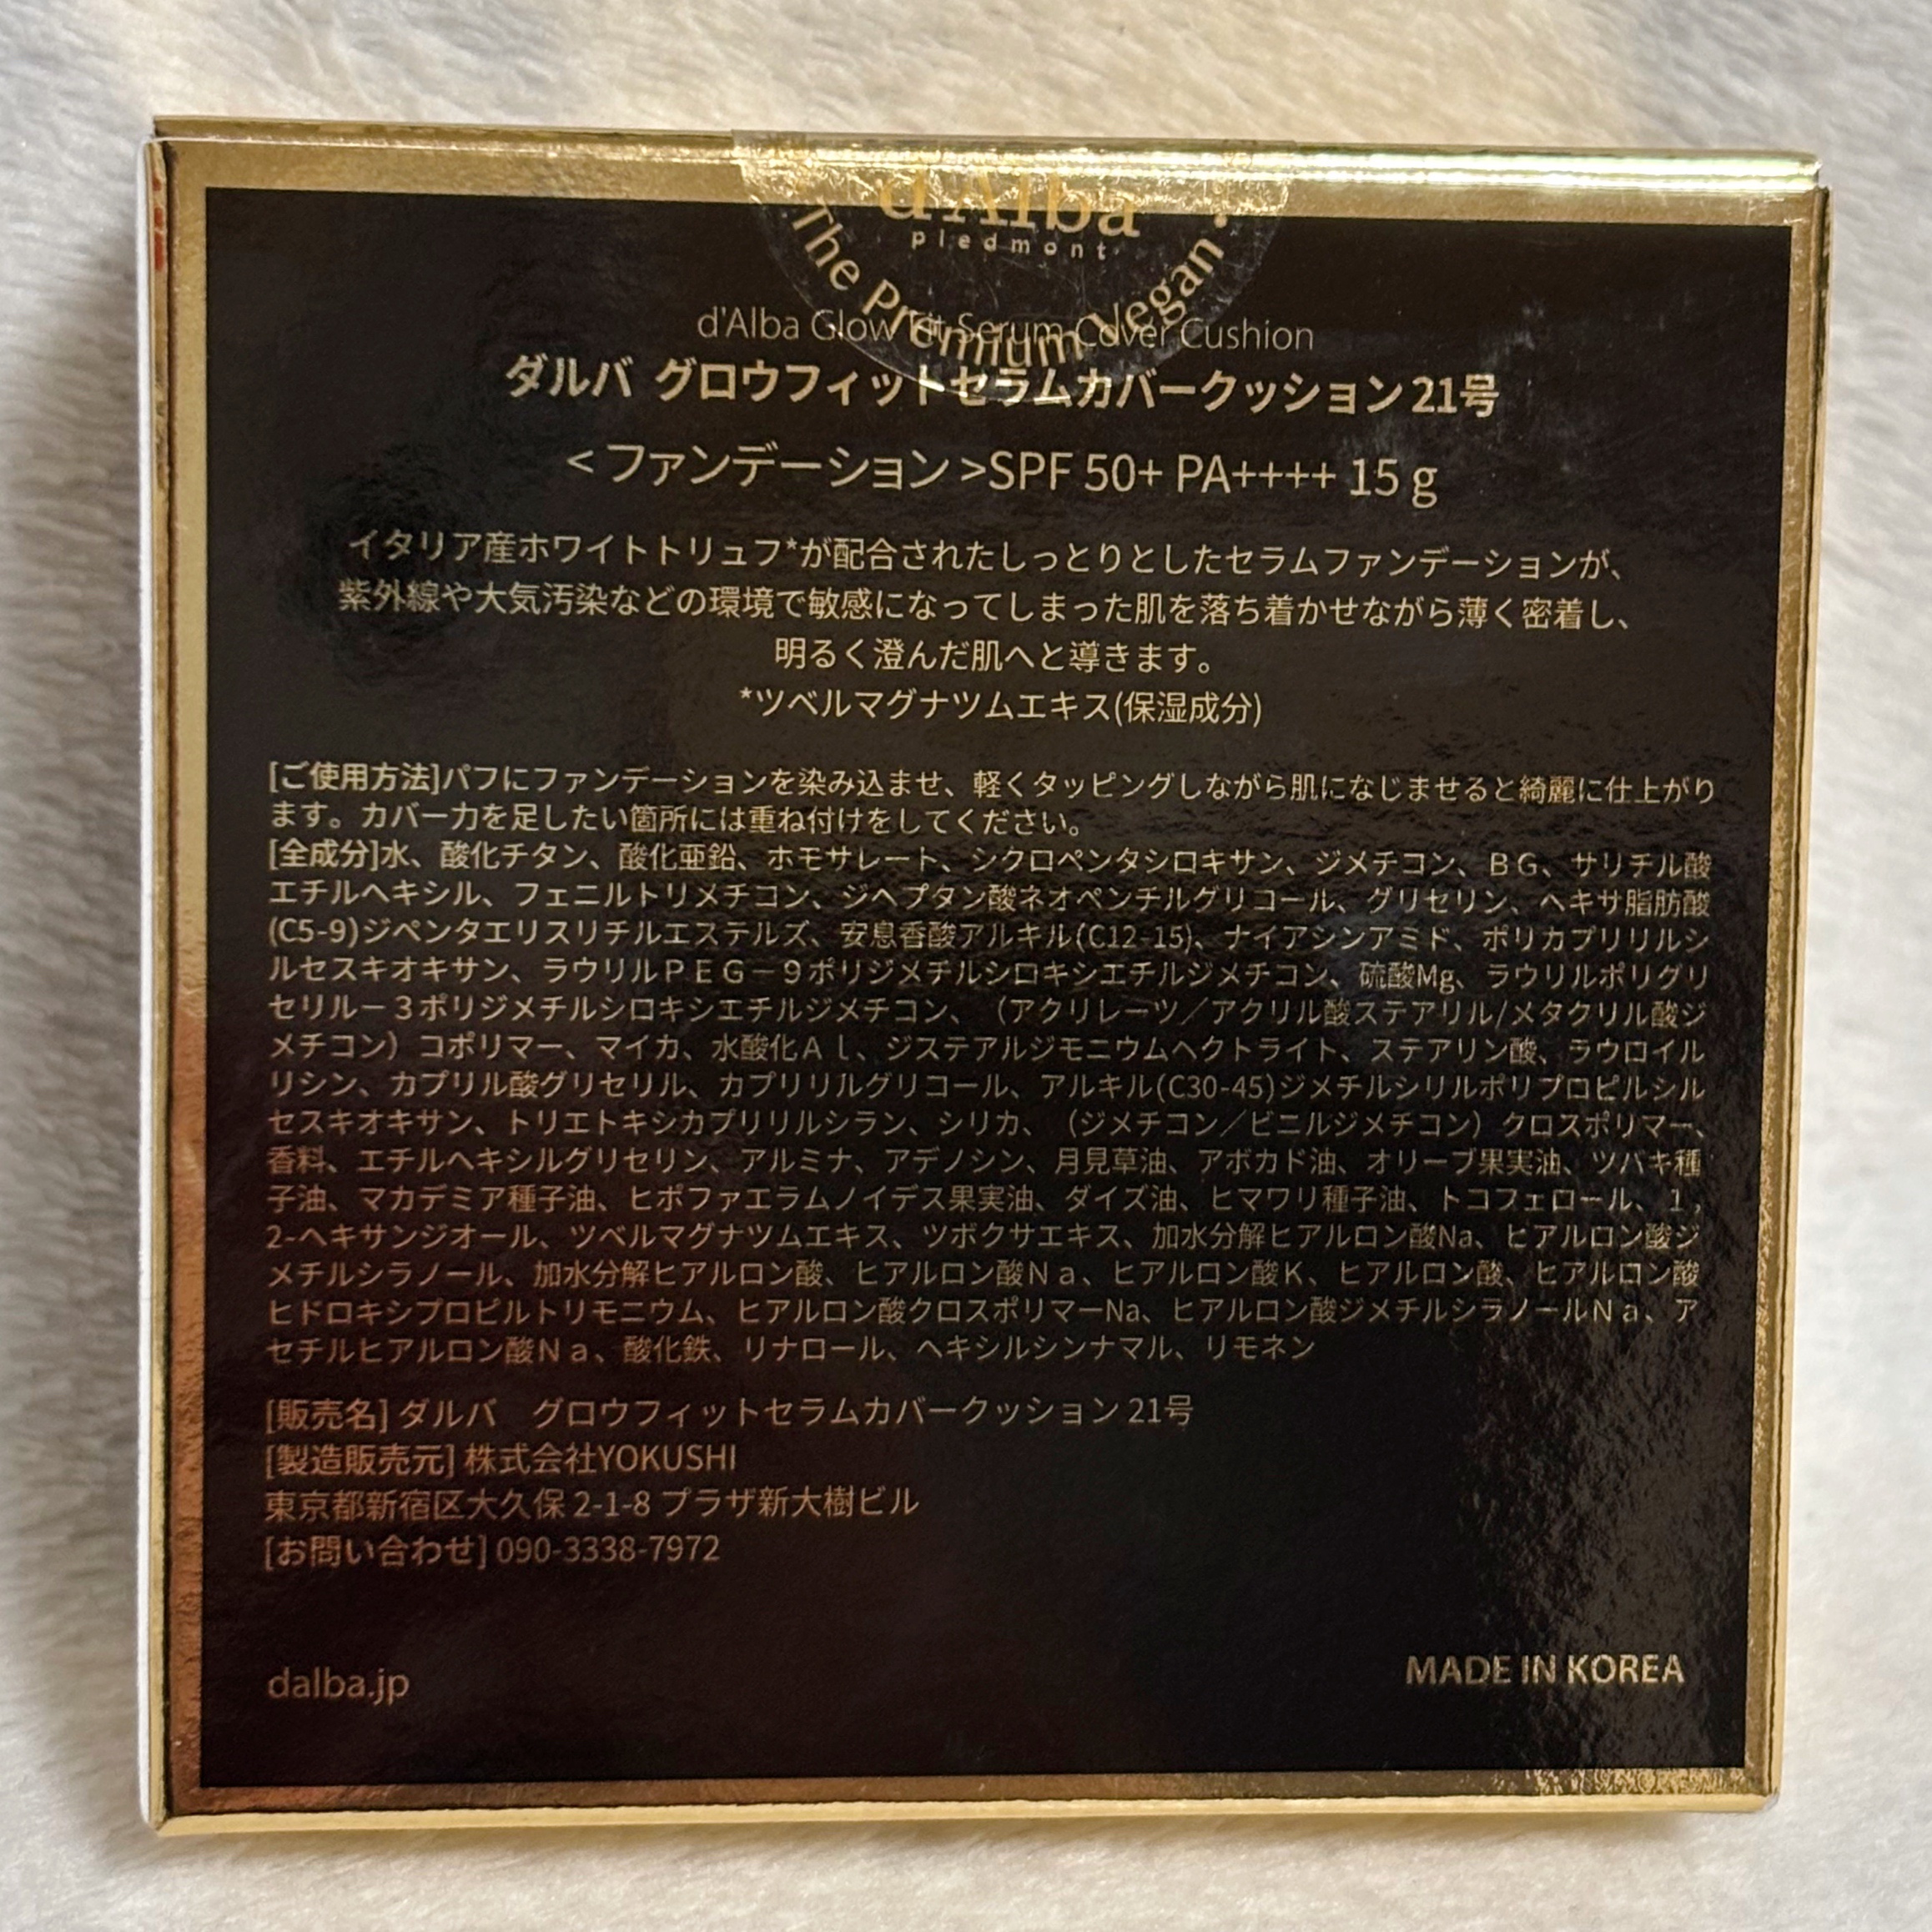 d'Alba
piedmont
The Premium Vegan
d'Alba Glow Fit Serum Cover Cushion
ダルバ グロウフィットセラムカバークッション21号
<ファンデーション>SPF 50+ PA++++ 15 g
イタリア産ホワイトトリュフ*が配合されたしっとりとしたセラムファンデーションが、
紫外線や大気汚染などの環境で敏感になってしまった肌を落ち着かせながら薄く密着し、
明るく澄んだ肌へと導きます。
*ツベルマグナツムエキス(保湿成分)
[ご使用方法]パフにファンデーションを染み込ませ、軽くタッピングしながら肌になじませると綺麗に仕上がり
ます。カバー力を足したい箇所には重ね付けをしてください。
[全成分]水、酸化チタン、酸化亜鉛、ホモサレート、シクロペンタシロキサン、ジメチコン、ＢＧ、サリチル酸
エチルヘキシル、フェニルトリメチコン、ジヘプタン酸ネオペンチルグリコール、グリセリン、ヘキサ脂肪酸
(C5-9)ジペンタエリスリチルエステルズ、安息香酸アルキル(C12-15)、ナイアシンアミド、ポリカプリリルシ
ルセスキオキサン、ラウリルＰＥＧ－９ポリジメチルシロキシエチルジメチコン、硫酸Mg、ラウリルポリグリ
セリル－３ポリジメチルシロキシエチルジメチコン、（アクリレーツ／アクリル酸ステアリル/メタクリル酸ジ
メチコン）コポリマー、マイカ、水酸化Ａｌ、ジステアルジモニウムヘクトライト、ステアリン酸、ラウロイル
リシン、カプリル酸グリセリル、カプリリルグリコール、アルキル(C30-45)ジメチルシリルポリプロピルシル
セスキオキサン、トリエトキシカプリリルシラン、シリカ、（ジメチコン／ビニルジメチコン）クロスポリマー、
香料、エチルヘキシルグリセリン、アルミナ、アデノシン、月見草油、アボカド油、オリーブ果実油、ツバキ種
子油、マカデミア種子油、ヒポファエラムノイデス果実油、ダイズ油、ヒマワリ種子油、トコフェロール、１，
2-ヘキサンジオール、ツベルマグナツムエキス、ツボクサエキス、加水分解ヒアルロン酸Na、ヒアルロン酸ジ
メチルシラノール、加水分解ヒアルロン酸、ヒアルロン酸Ｎａ、ヒアルロン酸Ｋ、ヒアルロン酸、ヒアルロン酸
ヒドロキシプロピルトリモニウム、ヒアルロン酸クロスポリマーNa、ヒアルロン酸ジメチルシラノールＮａ、ア
セチルヒアルロン酸Ｎａ、酸化鉄、リナロール、ヘキシルシンナマル、リモネン
[販売名] ダルバ　グロウフィットセラムカバークッション 21号
[製造販売元] 株式会社YOKUSHI
東京都新宿区大久保 2-1-8 プラザ新大樹ビル
[お問い合わせ] 090-3338-7972
dalba.jp
MADE IN KOREA